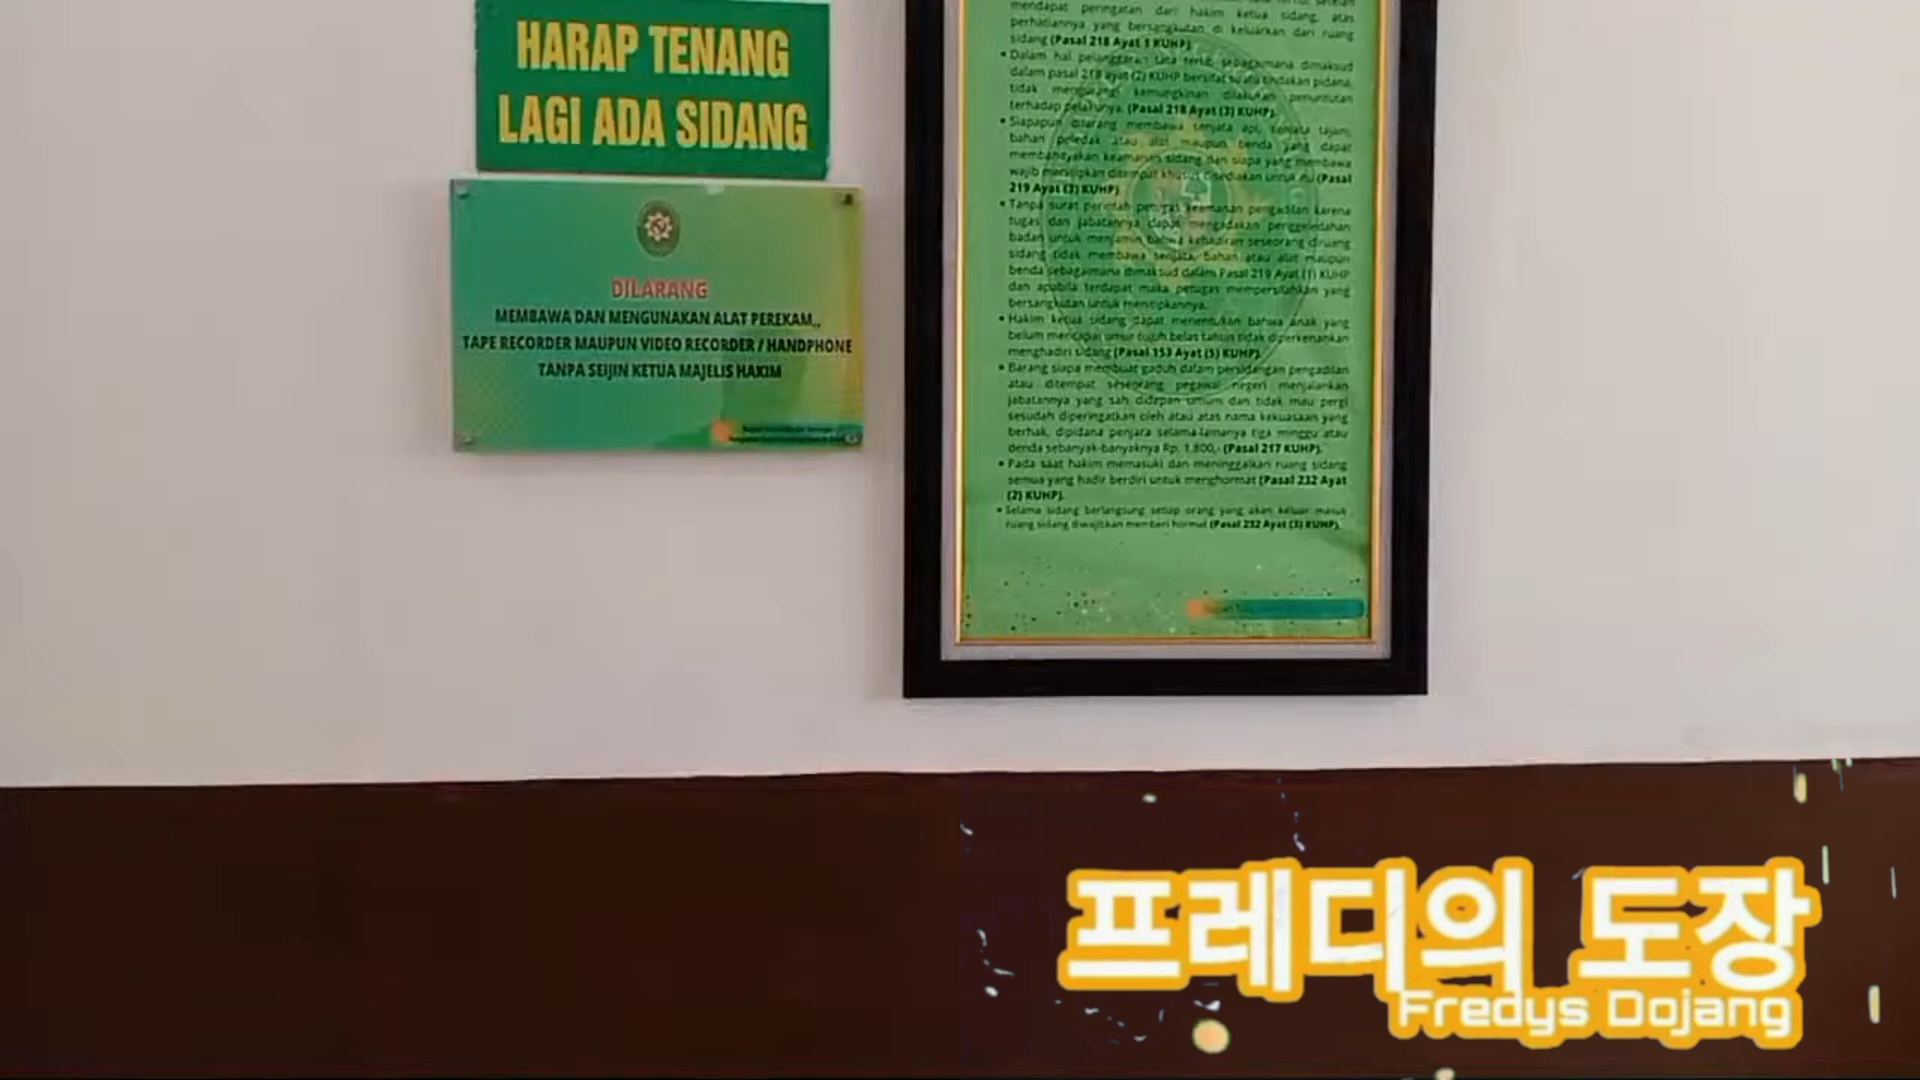 HARAP TENANG
LAGI ADA SIDANG
DILARANG
MEMBAWA DAN MENGUNAKAN ALAT PEREKAM,,
TAPE RECORDER MAUPUN VIDEO RECORDER / HANDPHONE
TANPA SEIJIN KETUA MAJELIS HAKIM
mendapat peringatan dari hakim ketua sidang, atas
perhatiannya yang bersangkutan di keluarkan dari ruang
sidang (Pasal 218 Ayat 1 KUHP)
• Dalam hal pelanggaran tata tertib sebagaimana dimaksud
dalam pasal 218 ayat (2) KUHP bersifat suatu tindakan pidana,
tidak mengurangi kemungkinan dilakukan penuntutan
terhadap pelakunya. (Pasal 218 Ayat (3) KUHP).
• Siapapun dilarang membawa senjata api, senjata tajam,
bahan peledak atau alat maupun benda yang dapat
membahayakan keamanan sidang dan siapa yang membawa
wajib menitipkan ditempat khusus disediakan untuk itu (Pasal
219 Ayat (3) KUHP)
• Tanpa surat perintah petugas keamanan pengadilan karena
tugas dan jabatannya dapat mengadakan penggeledahan
badan untuk menjamin bahwa kehadiran seseorang diruang
sidang tidak membawa senjata, bahan atau alat maupun
benda sebagaimana dimaksud dalam Pasal 219 Ayat (1) KUHP
dan apabila terdapat maka petugas mempersilahkan yang
bersangkutan untuk menitipkannya.
• Hakim ketua sidang dapat menentukan bahwa anak yang
belum mencapai umur tujuh belas tahun tidak diperkenankan
menghadiri sidang (Pasal 153 Ayat (5) KUHP).
• Barang siapa membuat gaduh dalam persidangan pengadilan
atau ditempat seseorang pegawai negeri menjalankan
jabatannya yang sah didepan umum dan tidak mau pergi
sesudah diperingatkan oleh atau atas nama kekuasaan yang
berhak, dipidana penjara selama-lamanya tiga minggu atau
denda sebanyak-banyaknya Rp. 1.800,- (Pasal 217 KUHP).
• Pada saat hakim memasuki dan meninggalkan ruang sidang
semua yang hadir berdiri untuk menghormat (Pasal 232 Ayat
(2) KUHP).
• Selama sidang berlangsung setiap orang yang akan keluar masuk
ruang sidang diwajibkan memberi hormat (Pasal 232 Ayat (3) KUHP).
프레디의 도장
Fredys Dojang